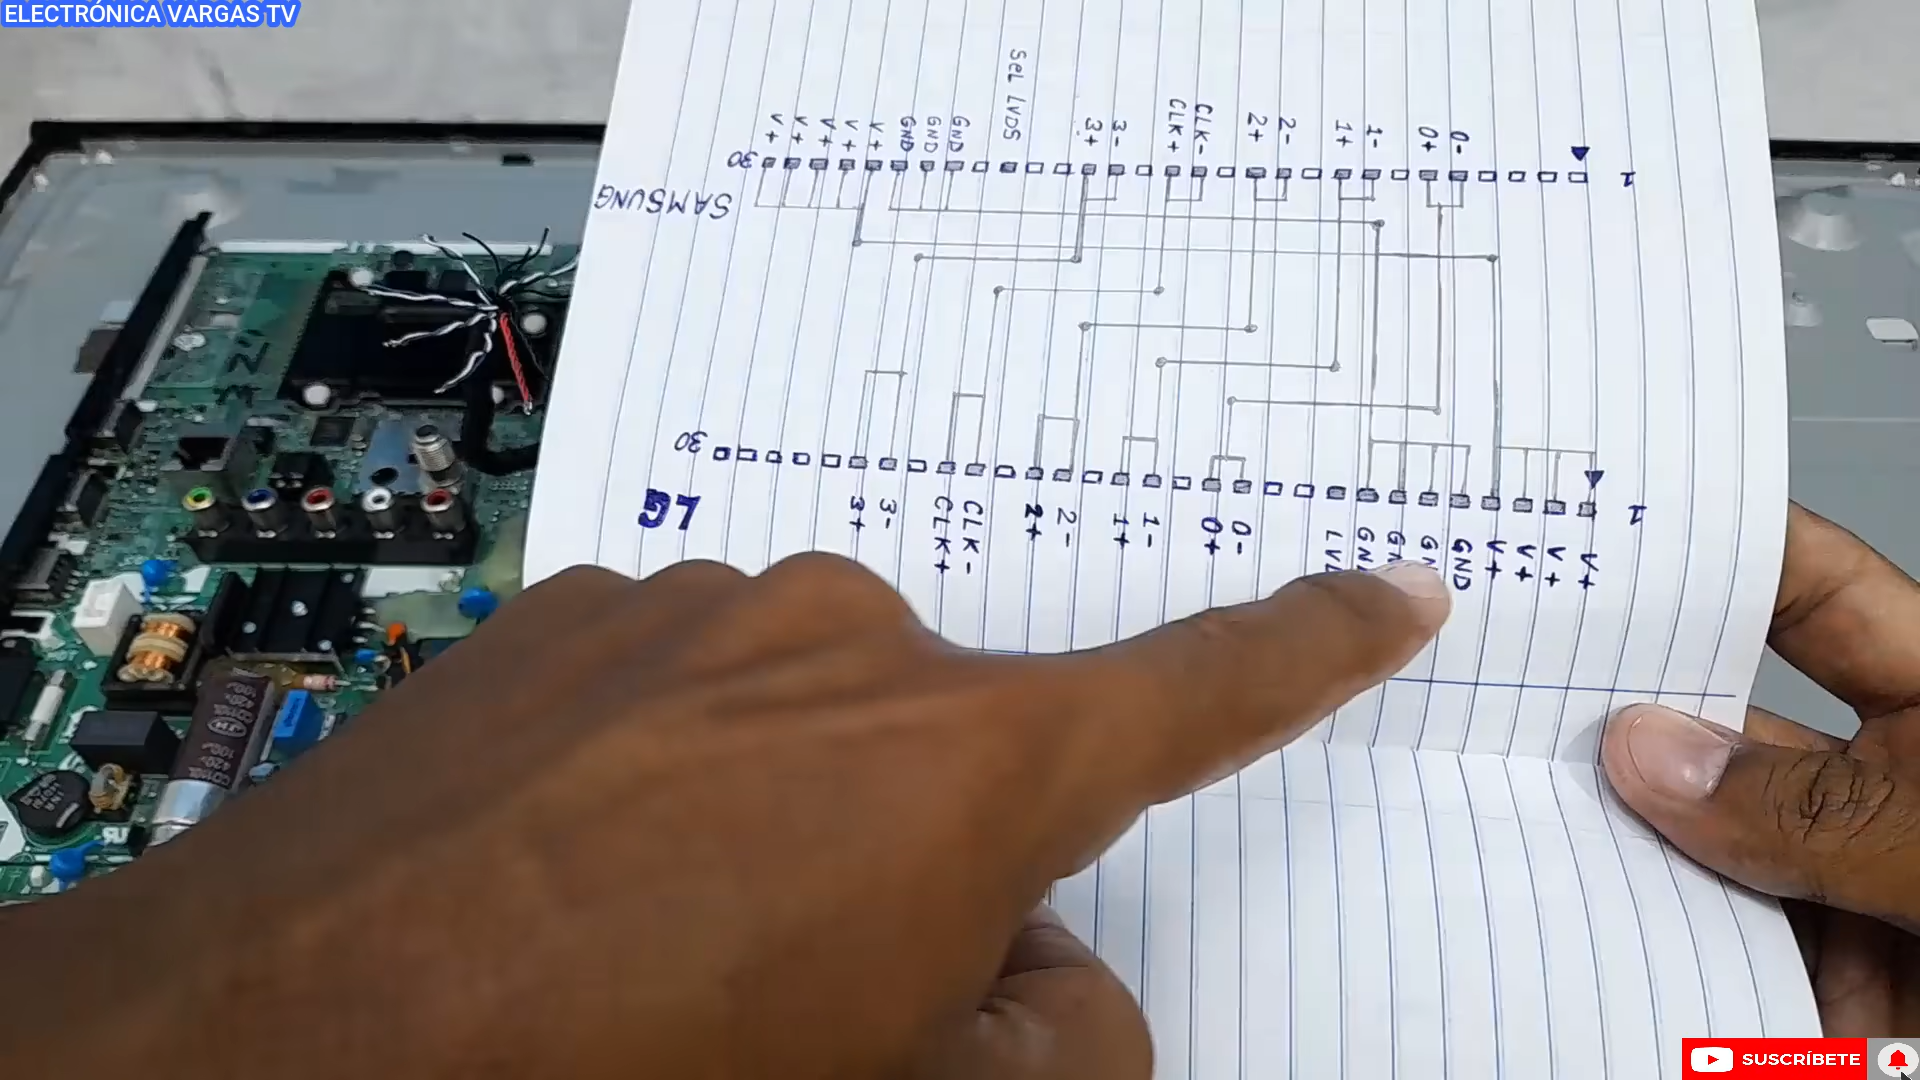 ELECTRÓNICA VARGAS TV
SAMSUNG
30
V+
V+
V+
V+
V+
GND
GND
GND
Sel LVDS
3+
3-
CLK+
CLK-
2+
2-
1+
1-
0+
0-
1
LG
30
3+
3-
CLK+
CLK-
2+
2-
1+
1-
0+
0-
GND
V+
V+
V+
V+
1
SUSCRÍBETE